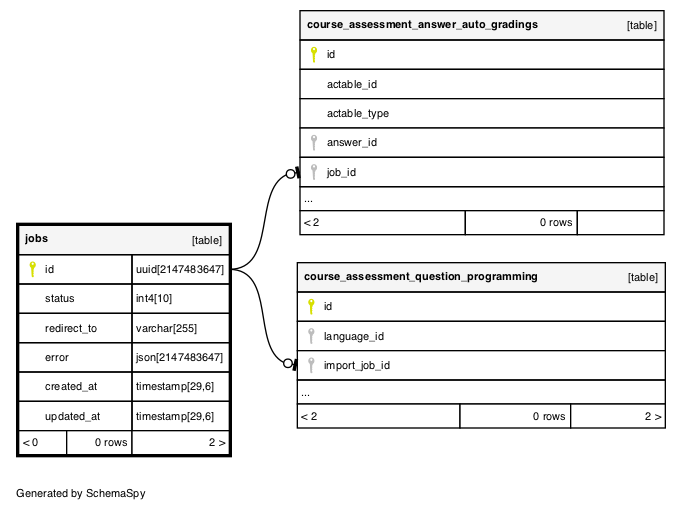 course_assessment_answer_auto_gradings [table]
id
actable_id
actable_type
answer_id
job_id
...
< 2 0 rows
jobs [table]
id uuid[2147483647]
status int4[10]
redirect_to varchar[255]
error json[2147483647]
created_at timestamp[29,6]
updated_at timestamp[29,6]
< 0 0 rows 2 >
course_assessment_question_programming [table]
id
language_id
import_job_id
...
< 2 0 rows 2 >
Generated by SchemaSpy